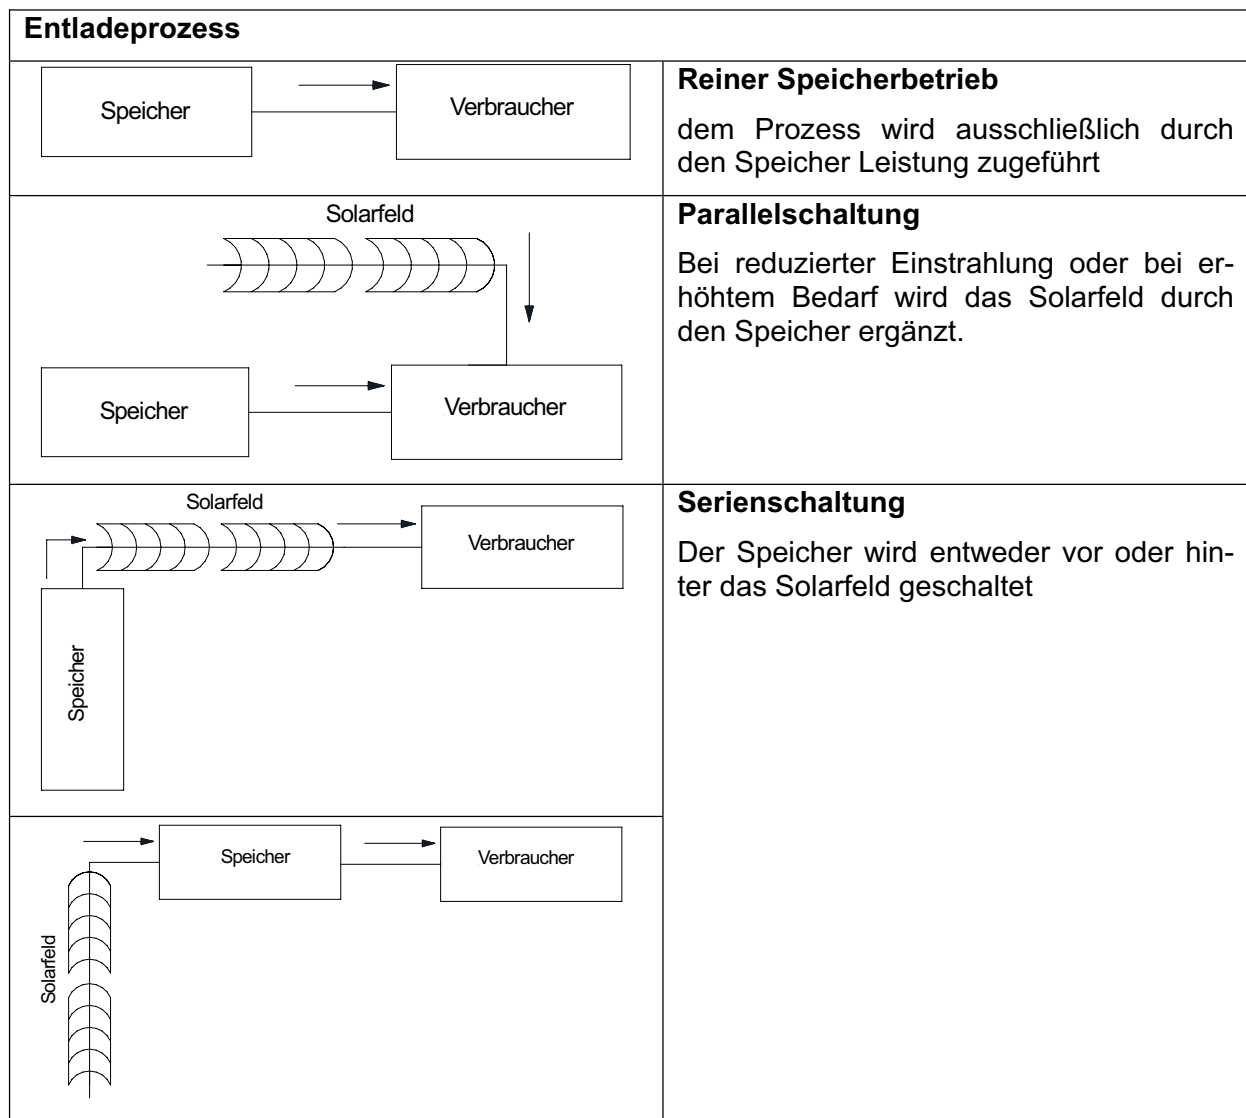 Entladeprozess
Speicher
Verbraucher
Reiner Speicherbetrieb
dem Prozess wird ausschließlich durch
den Speicher Leistung zugeführt
Solarfeld
Speicher
Verbraucher
Parallelschaltung
Bei reduzierter Einstrahlung oder bei er-
höhtem Bedarf wird das Solarfeld durch
den Speicher ergänzt.
Solarfeld
Verbraucher
Speicher
Serienschaltung
Der Speicher wird entweder vor oder hin-
ter das Solarfeld geschaltet
Speicher
Verbraucher
Solarfeld